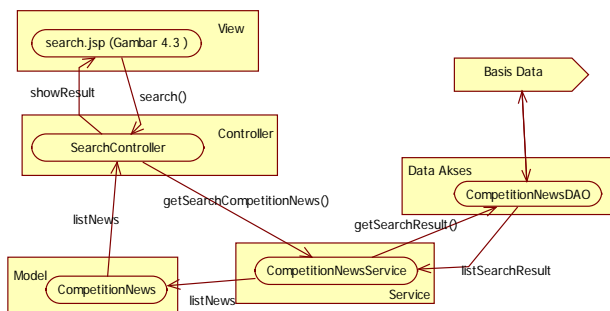 View
search.jsp (Gambar 4.3 )
Basis Data
showResult
search()
Controller
SearchController
Data Akses
CompetitionNewsDAO
getSearchCompetitionNews()
listNews
getSearchResult()
Model
CompetitionNews
CompetitionNewsService
listSearchResult
listNews
Service